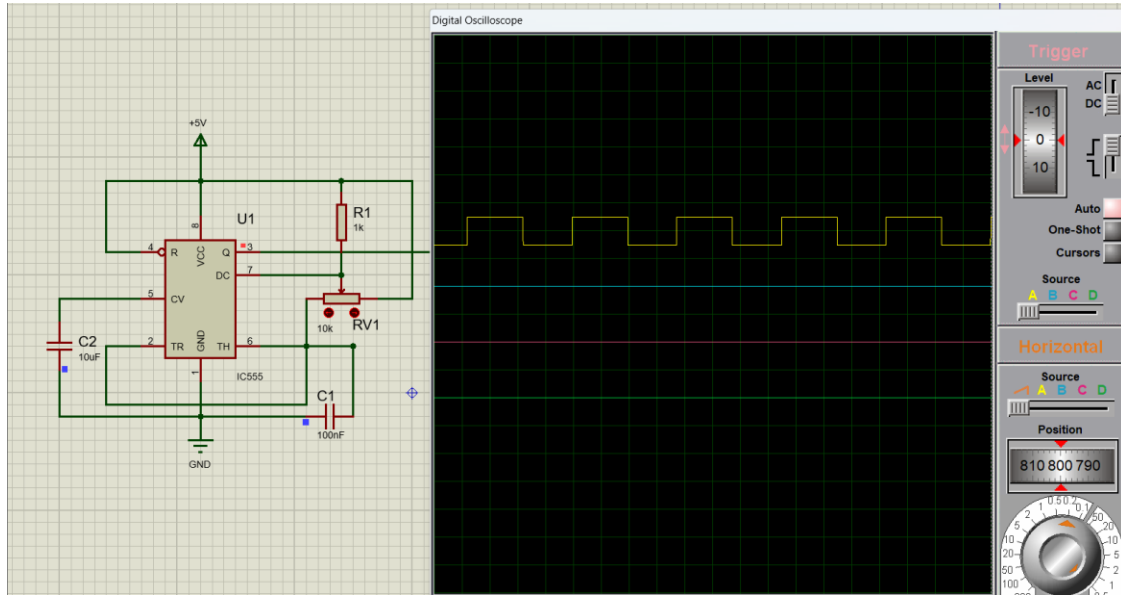 Digital Oscilloscope
+5V
U1
R1
1k
8
VCC
4
R
Q
3
DC
7
5
CV
10k
RV1
C2
10uF
2
TR
GND
TH
6
1
IC555
C1
100nF
GND
Trigger
Level
AC
DC
-10
0
10
Auto
One-Shot
Cursors
Source
A B C D
Horizontal
Source
A B C D
Position
810 800 790